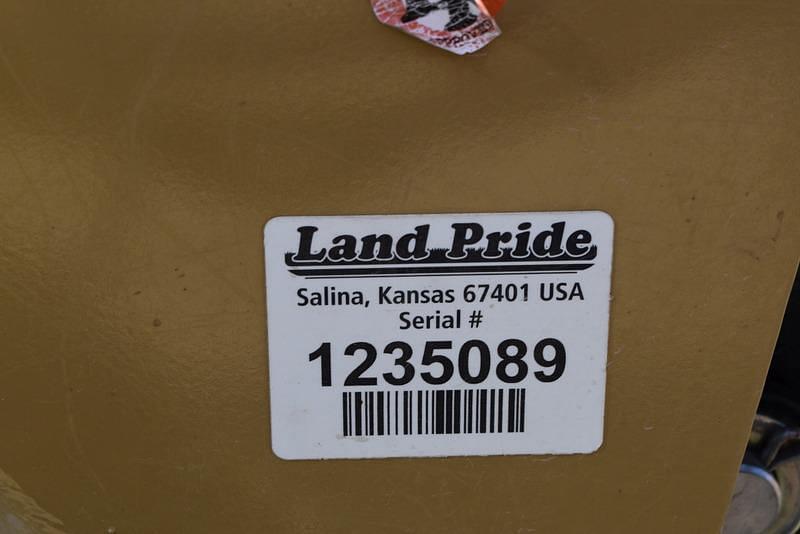 Land Pride
Salina, Kansas 67401 USA
Serial #
1235089